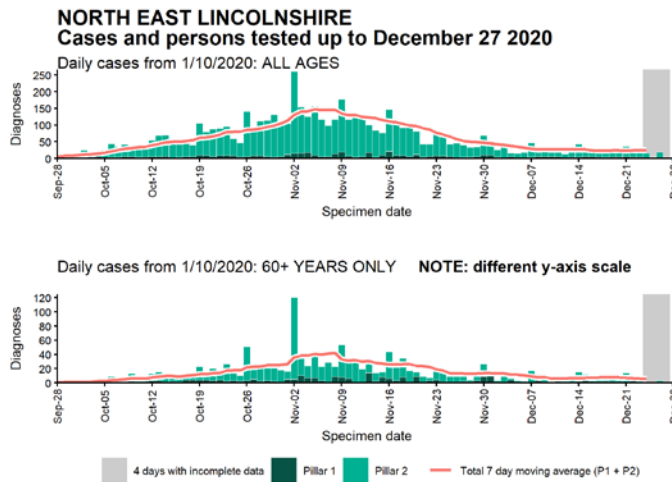 NORTH EAST LINCOLNSHIRE
Cases and persons tested up to December 27 2020
Daily cases from 1/10/2020: ALL AGES
Diagnoses
250
200
150
100
50
0
Sep-28
Oct-05
Oct-12
Oct-19
Oct-26
Nov-02
Nov-09
Nov-16
Nov-23
Nov-30
Dec-07
Dec-14
Dec-21
Specimen date
Daily cases from 1/10/2020: 60+ YEARS ONLY NOTE: different y-axis scale
Diagnoses
120
100
80
60
40
20
0
Sep-28
Oct-05
Oct-12
Oct-19
Oct-26
Nov-02
Nov-09
Nov-16
Nov-23
Nov-30
Dec-07
Dec-14
Dec-21
Specimen date
4 days with incomplete data Pillar 1 Pillar 2 Total 7 day moving average (P1 + P2)